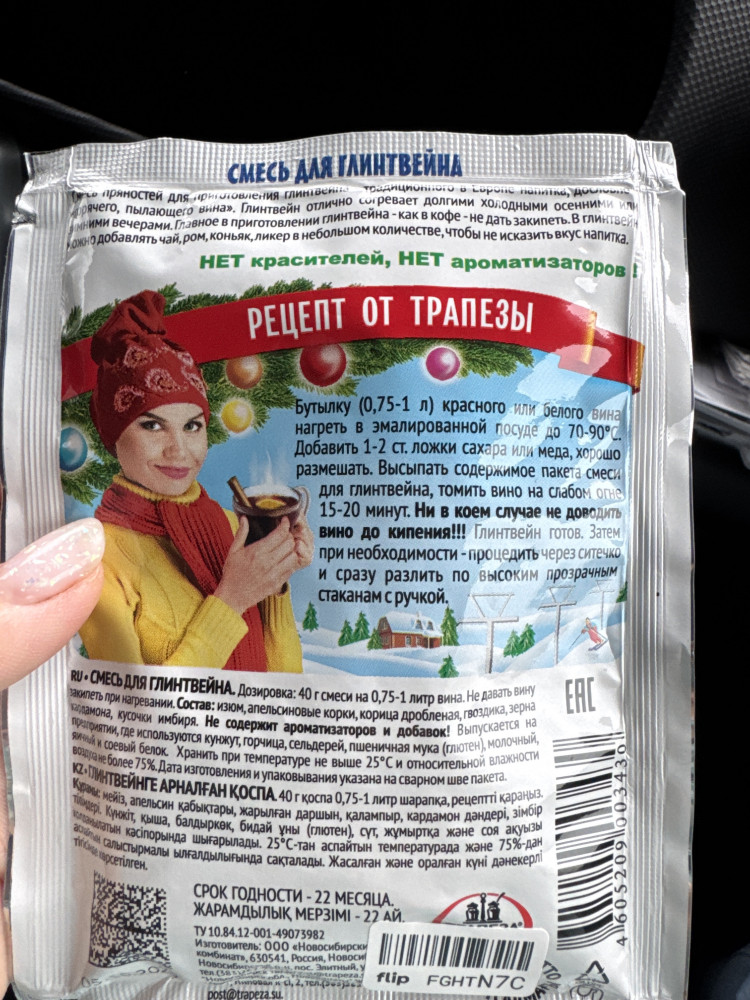 СМЕСЬ ДЛЯ ГЛИНТВЕЙНА
пряностей для приготовления глинтвейна традиционного в Европе напитка,
пылающего вина». Глинтвейн отлично согревает долгими холодными осенними или
вечерами. Главное в приготовлении глинтвейна - как в кофе - не дать закипеть. В глинтвейн
добавлять чай, ром, коньяк, ликер в небольшом количестве, чтобы не исказить вкус напитка.
НЕТ красителей, НЕТ ароматизаторов!
РЕЦЕПТ ОТ ТРАПЕЗЫ
Бутылку (0,75-1 л) красного или белого вина
нагреть в эмалированной посуде до 70-90°С.
Добавить 1-2 ст. ложки сахара или меда, хорошо
размешать. Высыпать содержимое пакета смеси
для глинтвейна, томить вино на слабом огне
15-20 минут. Ни в коем случае не доводить
вино до кипения!!! Глинтвейн готов. Затем
при необходимости - процедить через ситечко
и сразу разлить по высоким прозрачным
стаканам с ручкой.
RU • СМЕСЬ ДЛЯ ГЛИНТВЕЙНА. Дозировка: 40 г смеси на 0,75-1 литр вина. Не давать вину
закипеть при нагревании. Состав: изюм, апельсиновые корки, корица дробленая, гвоздика, зерна
кардамона, кусочки имбиря. Не содержит ароматизаторов и добавок! Выпускается на
предприятии, где используются кунжут, горчица, сельдерей, пшеничная мука (глютен), молочный,
яичный и соевый белок. Хранить при температуре не выше 25°С и относительной влажности
воздуха не более 75%. Дата изготовления и упаковывания указана на сварном шве пакета.
KZ • ГЛИНТВЕЙНГЕ АРНАЛҒАН ҚОСПА. 40 г қоспа 0,75-1 литр шарапқа, рецептті қараңыз.
Құрамы: мейіз, апельсин қабықтары, жарылған даршын, қалампыр, кардамон дәндері, зімбір
тілімдері. Күнжіт, қыша, балдыркөк, бидай ұны (глютен), сүт, жұмыртқа және соя ақуызы
қолданылатын кәсіпорында шығарылады. 25°С-тан аспайтын температурада және 75%-дан
аспайтын салыстырмалы ылғалдылығында сақталады. Жасалған және оралған күні дәнекерлі
тігісінде көрсетілген.
ЕАС
4 605209 003439
СРОК ГОДНОСТИ - 22 МЕСЯЦА.
ЖАРАМДЫЛЫҚ МЕРЗІМІ - 22 АЙ.
ТУ 10.84.12-001-49073982
Изготовитель: ООО «Новосибирски
комбинат», 630541, Россия, Новосиб
Новосибирский р-н, пос. Элитный, у
flip FGHTN7C
post@trapeza.su.